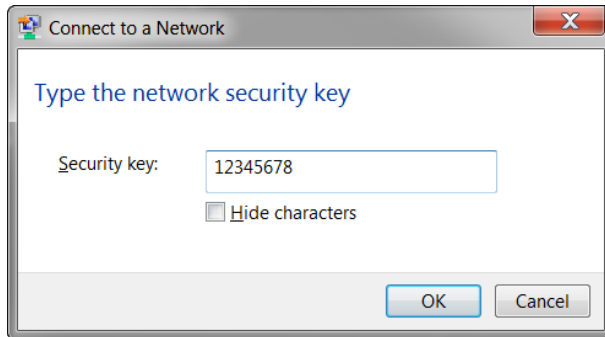 Connect to a Network
Type the network security key
Security key: 12345678
Hide characters
OK Cancel